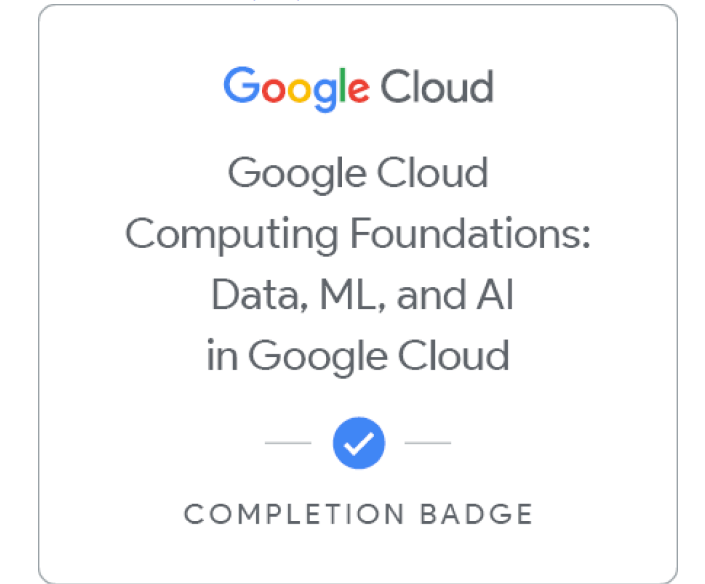 Google Cloud
Google Cloud
Computing Foundations:
Data, ML, and AI
in Google Cloud
COMPLETION BADGE